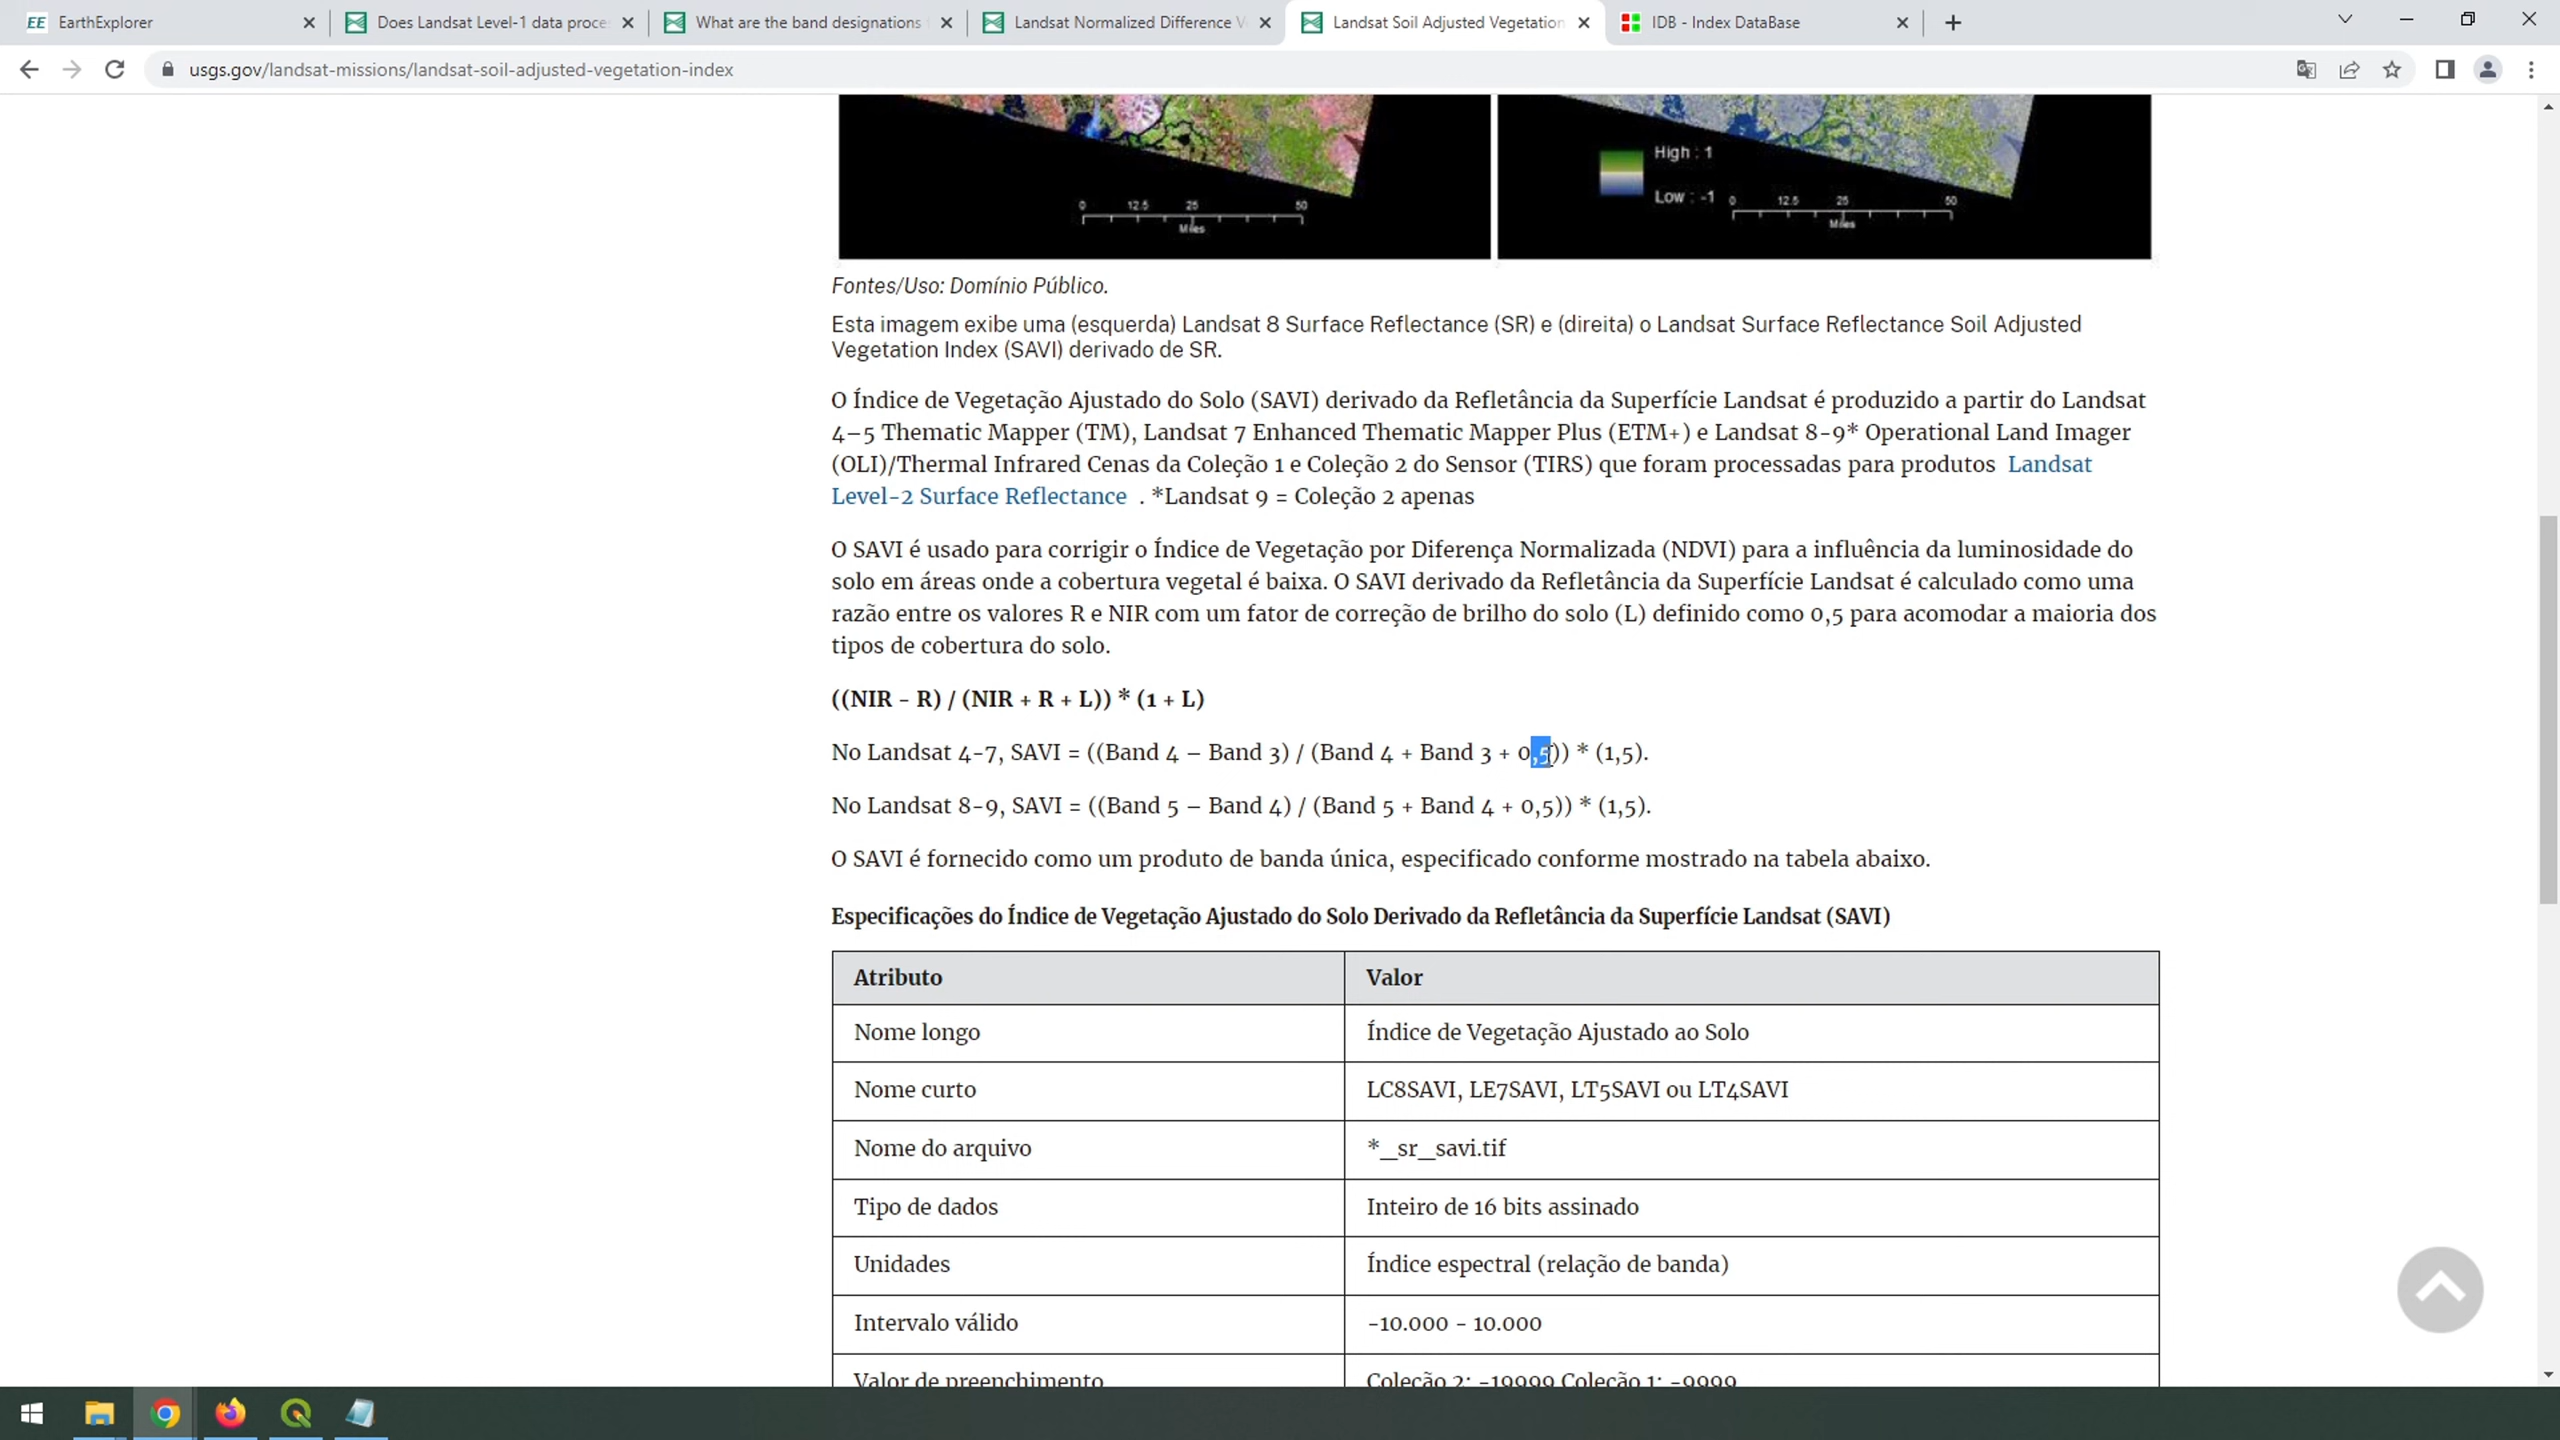 EE EarthExplorer
Does Landsat Level-1 data proce
What are the band designations
Landsat Normalized Difference V
Landsat Soil Adjusted Vegetation
IDB - Index DataBase
usgs.gov/landsat-missions/landsat-soil-adjusted-vegetation-index
0 12.5 25 50
Miles
High : 1
Low : -1
0 12.5 25 50
Miles
Fontes/Uso: Domínio Público.
Esta imagem exibe uma (esquerda) Landsat 8 Surface Reflectance (SR) e (direita) o Landsat Surface Reflectance Soil Adjusted
Vegetation Index (SAVI) derivado de SR.
O Índice de Vegetação Ajustado do Solo (SAVI) derivado da Refletância da Superfície Landsat é produzido a partir do Landsat
4–5 Thematic Mapper (TM), Landsat 7 Enhanced Thematic Mapper Plus (ETM+) e Landsat 8-9* Operational Land Imager
(OLI)/Thermal Infrared Cenas da Coleção 1 e Coleção 2 do Sensor (TIRS) que foram processadas para produtos Landsat
Level-2 Surface Reflectance . *Landsat 9 = Coleção 2 apenas
O SAVI é usado para corrigir o Índice de Vegetação por Diferença Normalizada (NDVI) para a influência da luminosidade do
solo em áreas onde a cobertura vegetal é baixa. O SAVI derivado da Refletância da Superfície Landsat é calculado como uma
razão entre os valores R e NIR com um fator de correção de brilho do solo (L) definido como 0,5 para acomodar a maioria dos
tipos de cobertura do solo.
((NIR - R) / (NIR + R + L)) * (1 + L)
No Landsat 4-7, SAVI = ((Band 4 – Band 3) / (Band 4 + Band 3 + 0,5)) * (1,5).
No Landsat 8-9, SAVI = ((Band 5 – Band 4) / (Band 5 + Band 4 + 0,5)) * (1,5).
O SAVI é fornecido como um produto de banda única, especificado conforme mostrado na tabela abaixo.
Especificações do Índice de Vegetação Ajustado do Solo Derivado da Refletância da Superfície Landsat (SAVI)
Atributo Valor
Nome longo Índice de Vegetação Ajustado ao Solo
Nome curto LC8SAVI, LE7SAVI, LT5SAVI ou LT4SAVI
Nome do arquivo *_sr_savi.tif
Tipo de dados Inteiro de 16 bits assinado
Unidades Índice espectral (relação de banda)
Intervalo válido -10.000 - 10.000
Valor de preenchimento Coleção 2: -19999 Coleção 1: -9999